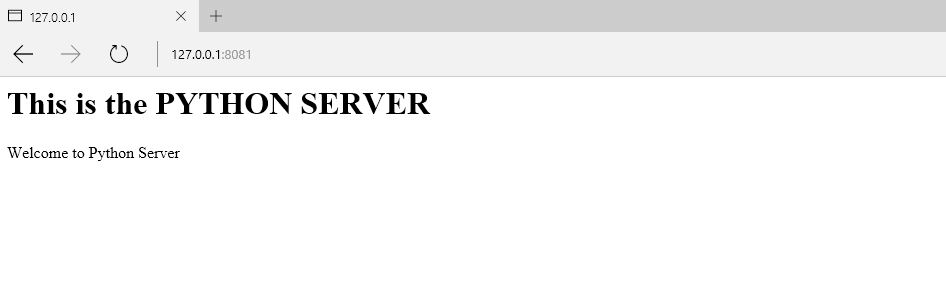 127.0.0.1
127.0.0.1:8081
This is the PYTHON SERVER
Welcome to Python Server